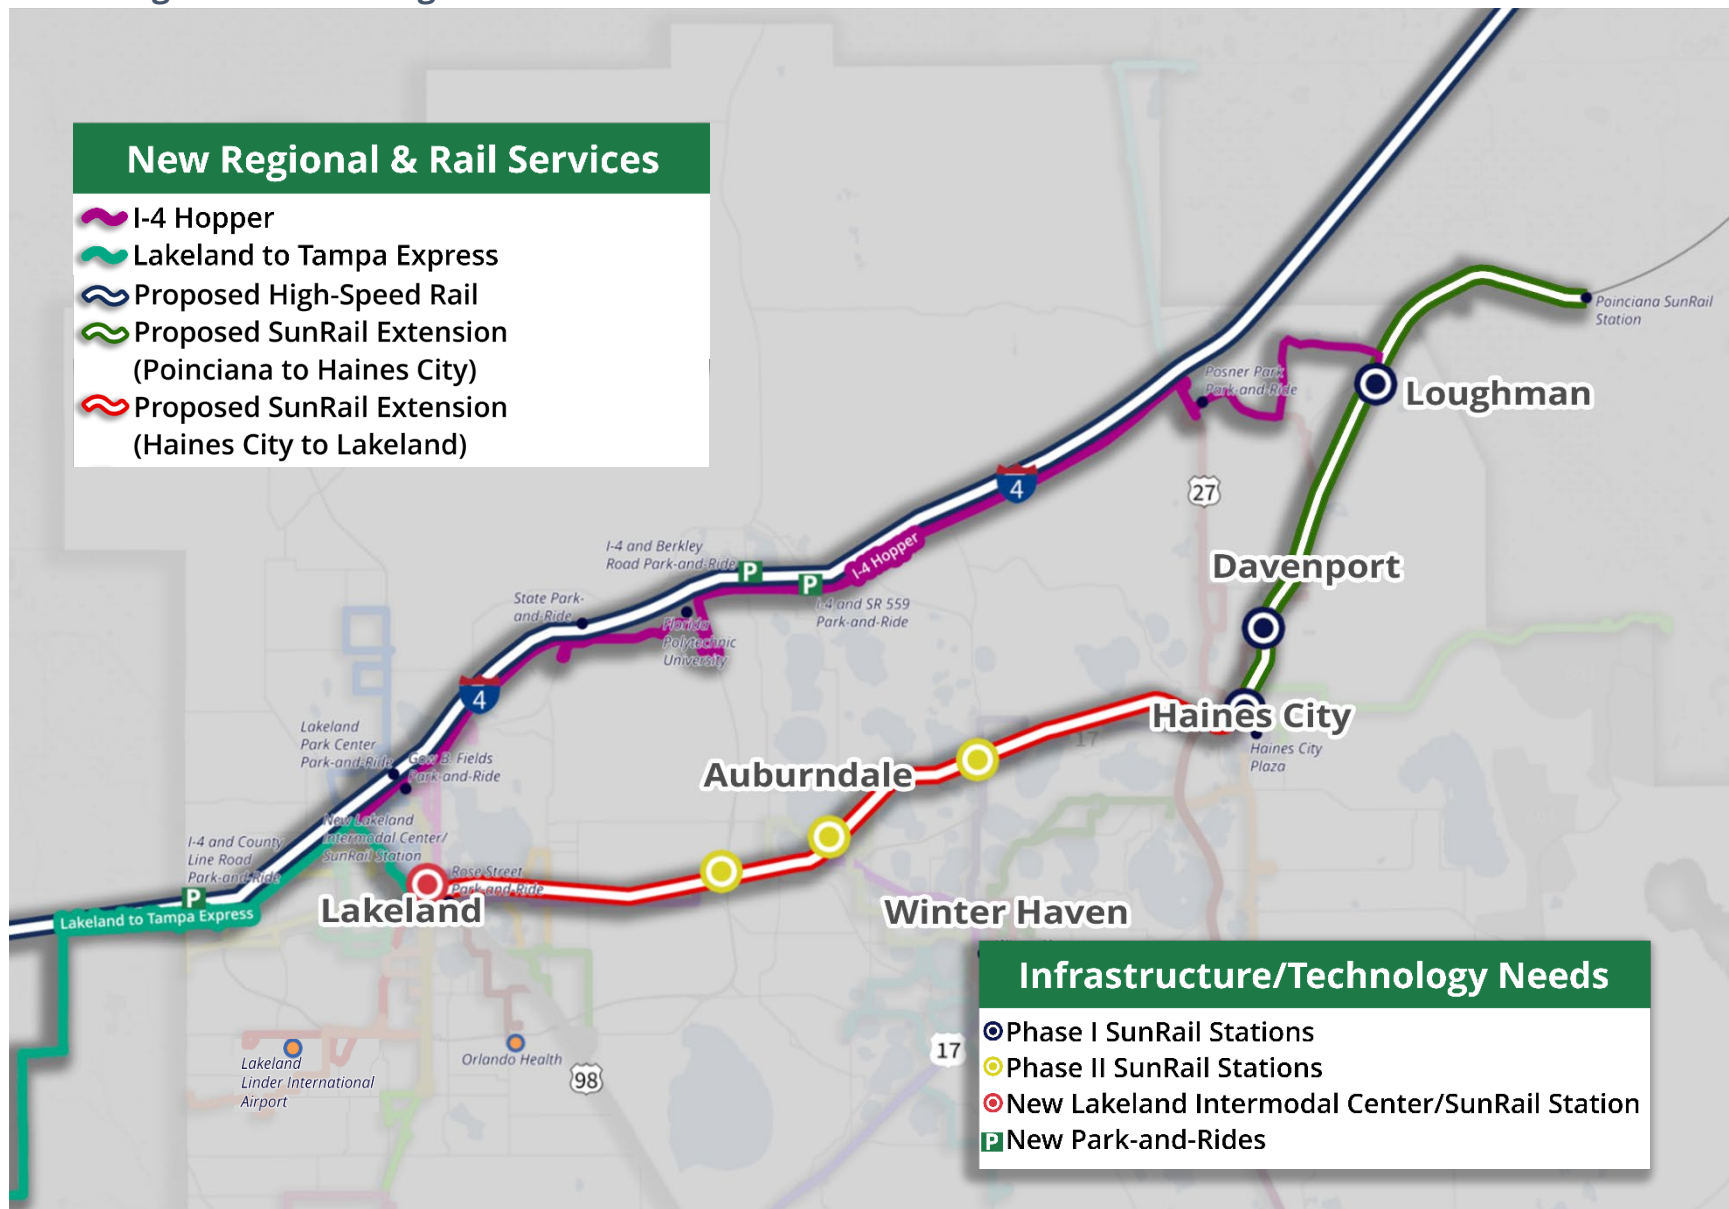 New Regional & Rail Services
I-4 Hopper
Lakeland to Tampa Express
Proposed High-Speed Rail
Proposed SunRail Extension
(Poinciana to Haines City)
Proposed SunRail Extension
(Haines City to Lakeland)
Poinciana SunRail
Station
Posner Park
Park-and-Ride
Loughman
4
27
I-4 Hopper
I-4 and Berkley
Road Park-and-Ride
P
P
Davenport
State Park-
and-Ride
I-4 and SR 559
Park-and-Ride
Florida
Polytechnic
University
4
Haines City
17
Haines City
Plaza
Lakeland
Park Center
Park-and-Ride
Gow B. Fields
Park-and-Ride
Auburndale
New Lakeland
Intermodal Center/
SunRail Station
I-4 and County
Line Road
Park-and-Ride
P
Rose Street
Park-and-Ride
Lakeland to Tampa Express
Lakeland
Winter Haven
Infrastructure/Technology Needs
Phase I SunRail Stations
Phase II SunRail Stations
New Lakeland Intermodal Center/SunRail Station
P New Park-and-Rides
17
Orlando Health
98
Lakeland
Linder International
Airport